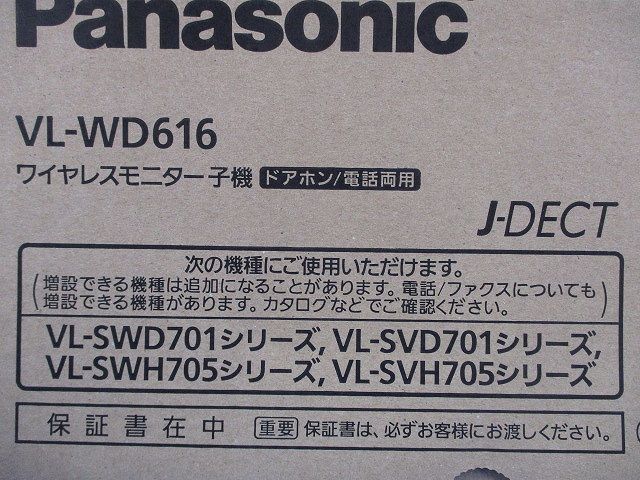 Panasonic
VL-WD616
ワイヤレスモニター子機 ドアホン/電話両用
J-DECT
次の機種にご使用いただけます。
(増設できる機種は追加になることがあります。電話/ファクスについても
増設できる機種があります。カタログなどでご確認ください。)
VL-SWD701シリーズ, VL-SVD701シリーズ,
VL-SWH705シリーズ, VL-SVH705シリーズ
保証書在中 重要 保証書は、必ずお客様にお渡しください。